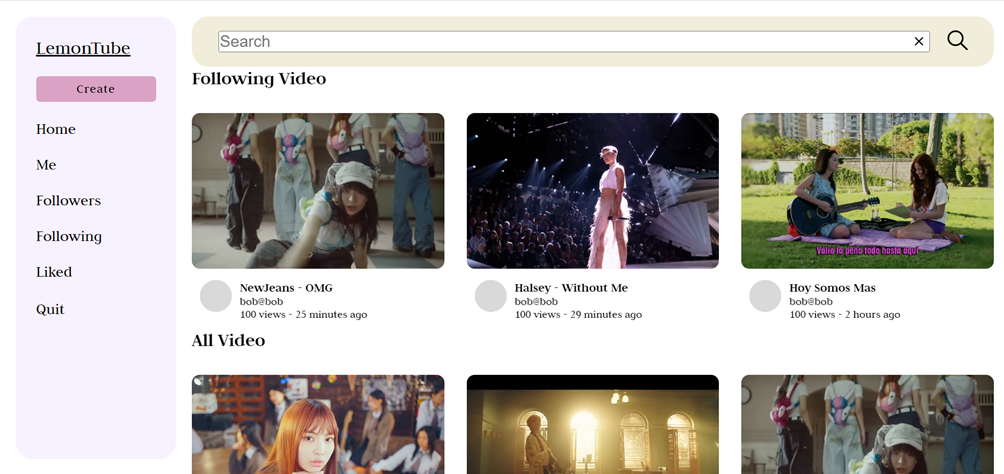 LemonTube
Create
Home
Me
Followers
Following
Liked
Quit
Search
Following Video
NewJeans - OMG
bob@bob
100 views - 25 minutes ago
Halsey - Without Me
bob@bob
100 views - 29 minutes ago
Valió la pena todo hasta aquí
Hoy Somos Mas
bob@bob
100 views - 2 hours ago
All Video